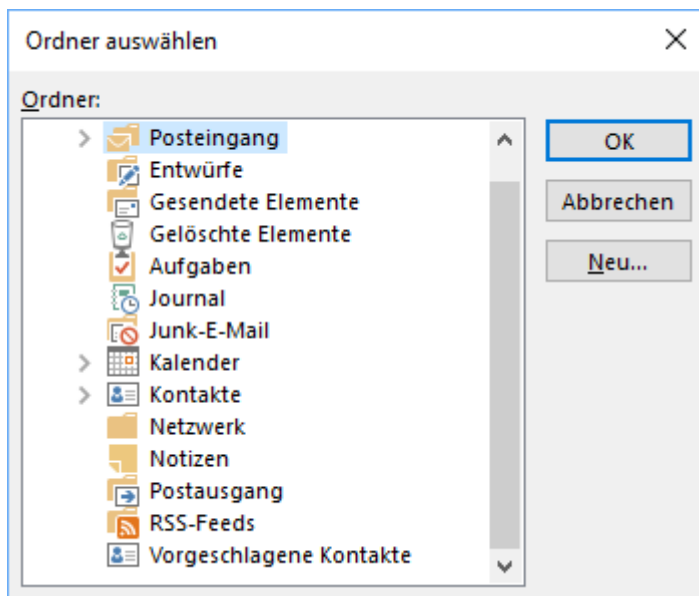 Ordner auswählen
Ordner:
Posteingang
OK
Entwürfe
Gesendete Elemente
Abbrechen
Gelöschte Elemente
Aufgaben
Neu...
Journal
Junk-E-Mail
Kalender
Kontakte
Netzwerk
Notizen
Postausgang
RSS-Feeds
Vorgeschlagene Kontakte